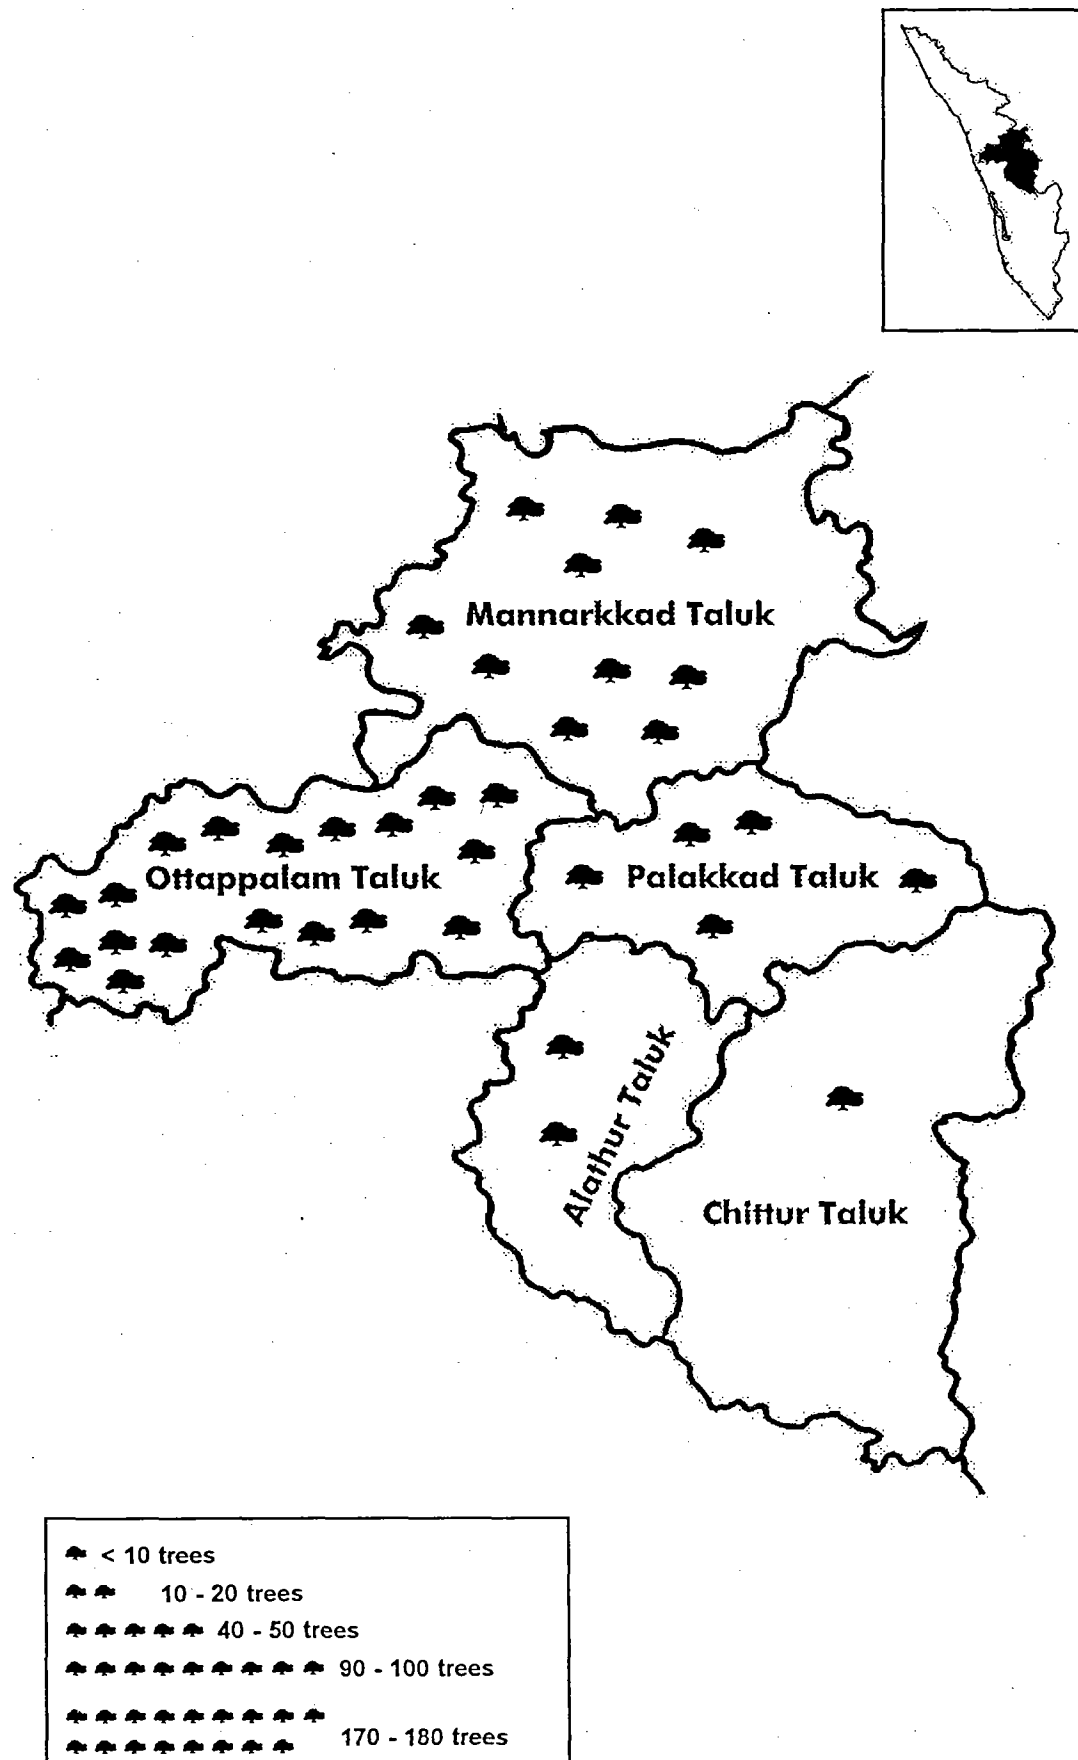 Mannarkkad Taluk
Ottappalam Taluk
Palakkad Taluk
Alathur Taluk
Chittur Taluk
< 10 trees
10 - 20 trees
40 - 50 trees
90 - 100 trees
170 - 180 trees